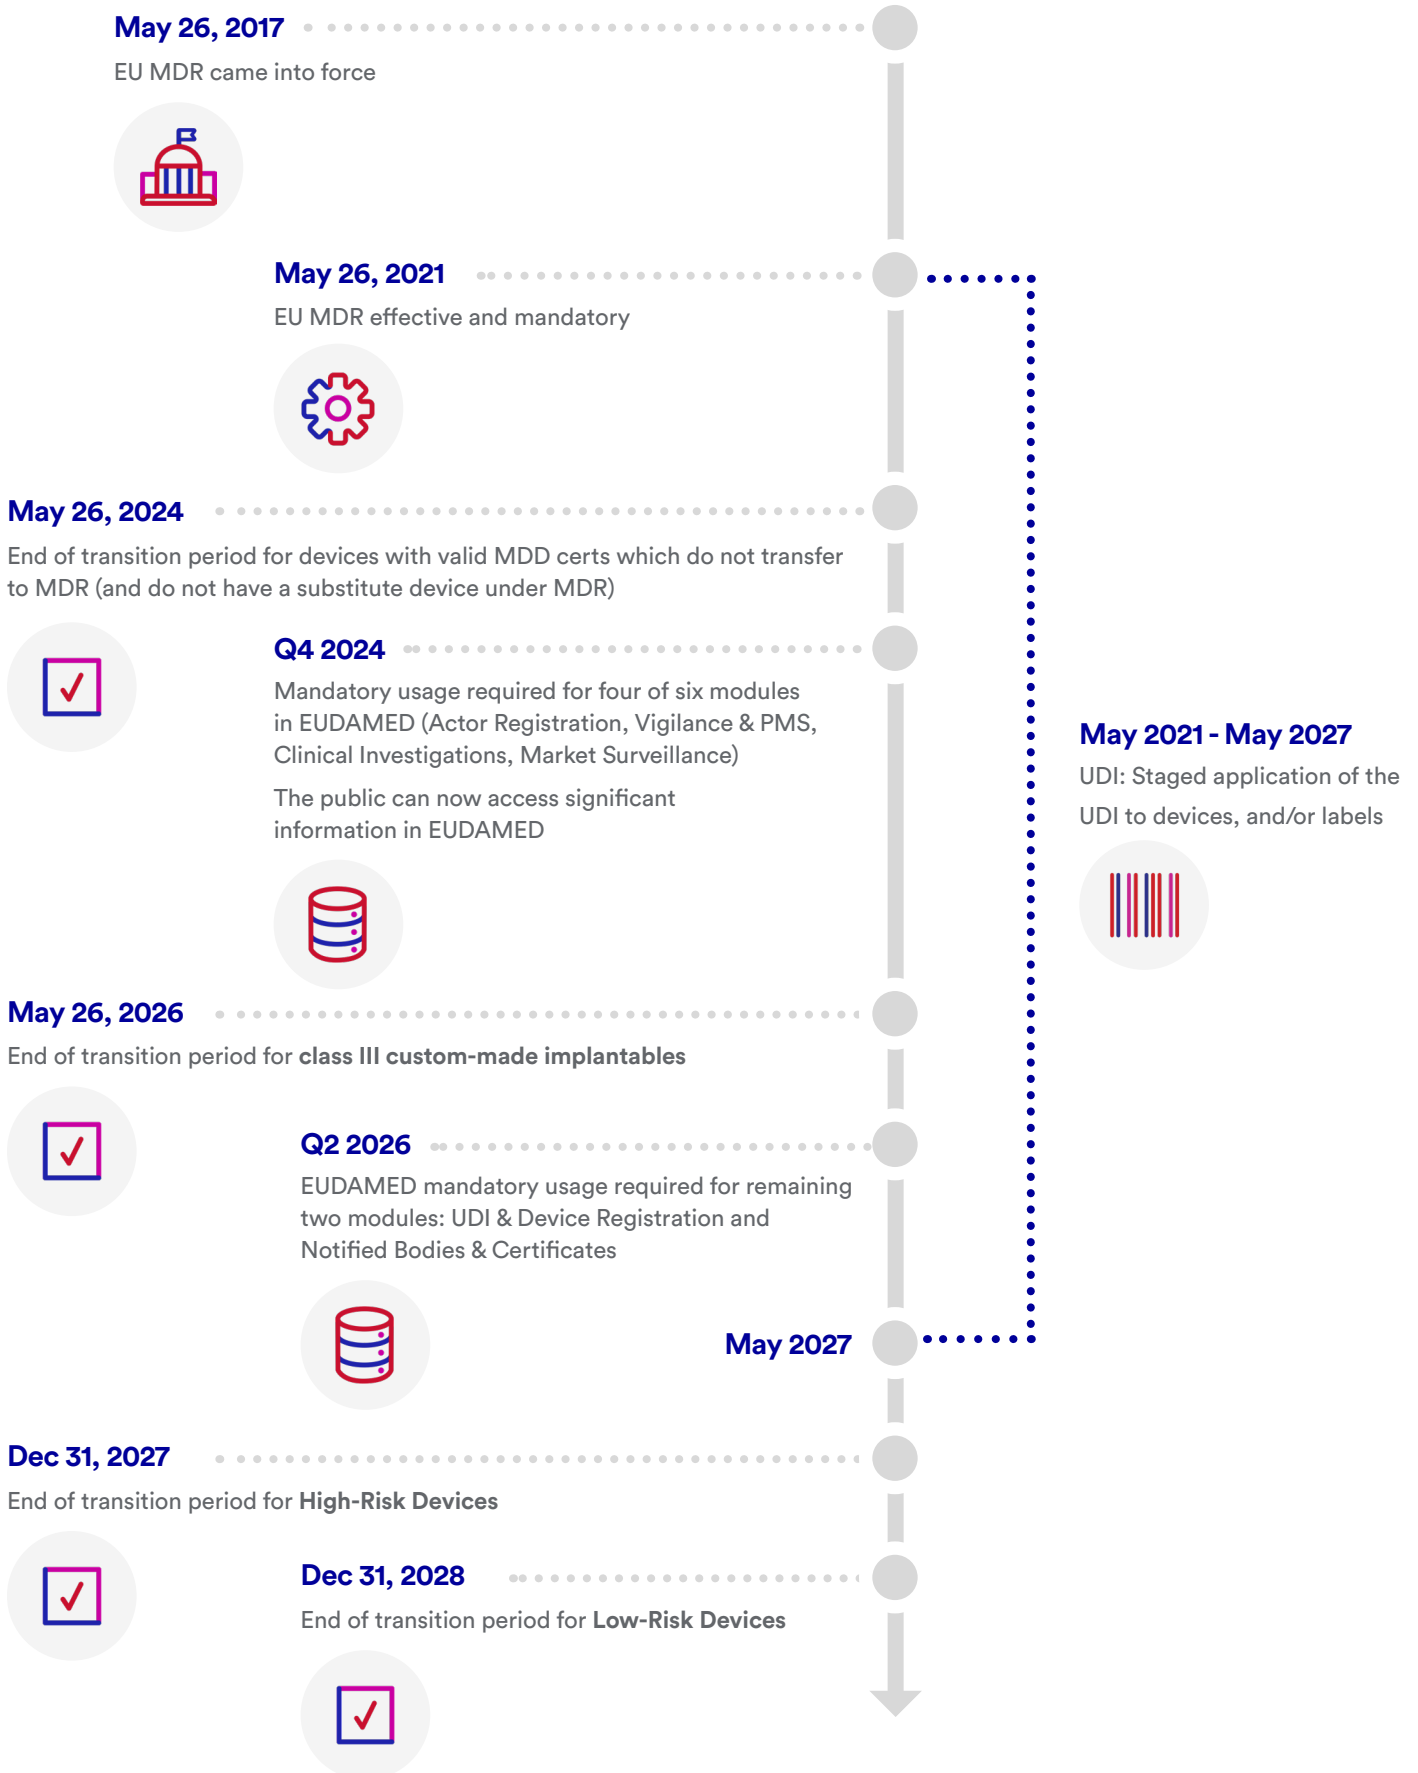 May 26, 2017
EU MDR came into force
May 26, 2021
EU MDR effective and mandatory
May 26, 2024
End of transition period for devices with valid MDD certs which do not transfer
to MDR (and do not have a substitute device under MDR)
Q4 2024
Mandatory usage required for four of six modules
in EUDAMED (Actor Registration, Vigilance & PMS,
Clinical Investigations, Market Surveillance)
The public can now access significant
information in EUDAMED
May 2021 - May 2027
UDI: Staged application of the
UDI to devices, and/or labels
May 26, 2026
End of transition period for class III custom-made implantables
Q2 2026
EUDAMED mandatory usage required for remaining
two modules: UDI & Device Registration and
Notified Bodies & Certificates
May 2027
Dec 31, 2027
End of transition period for High-Risk Devices
Dec 31, 2028
End of transition period for Low-Risk Devices